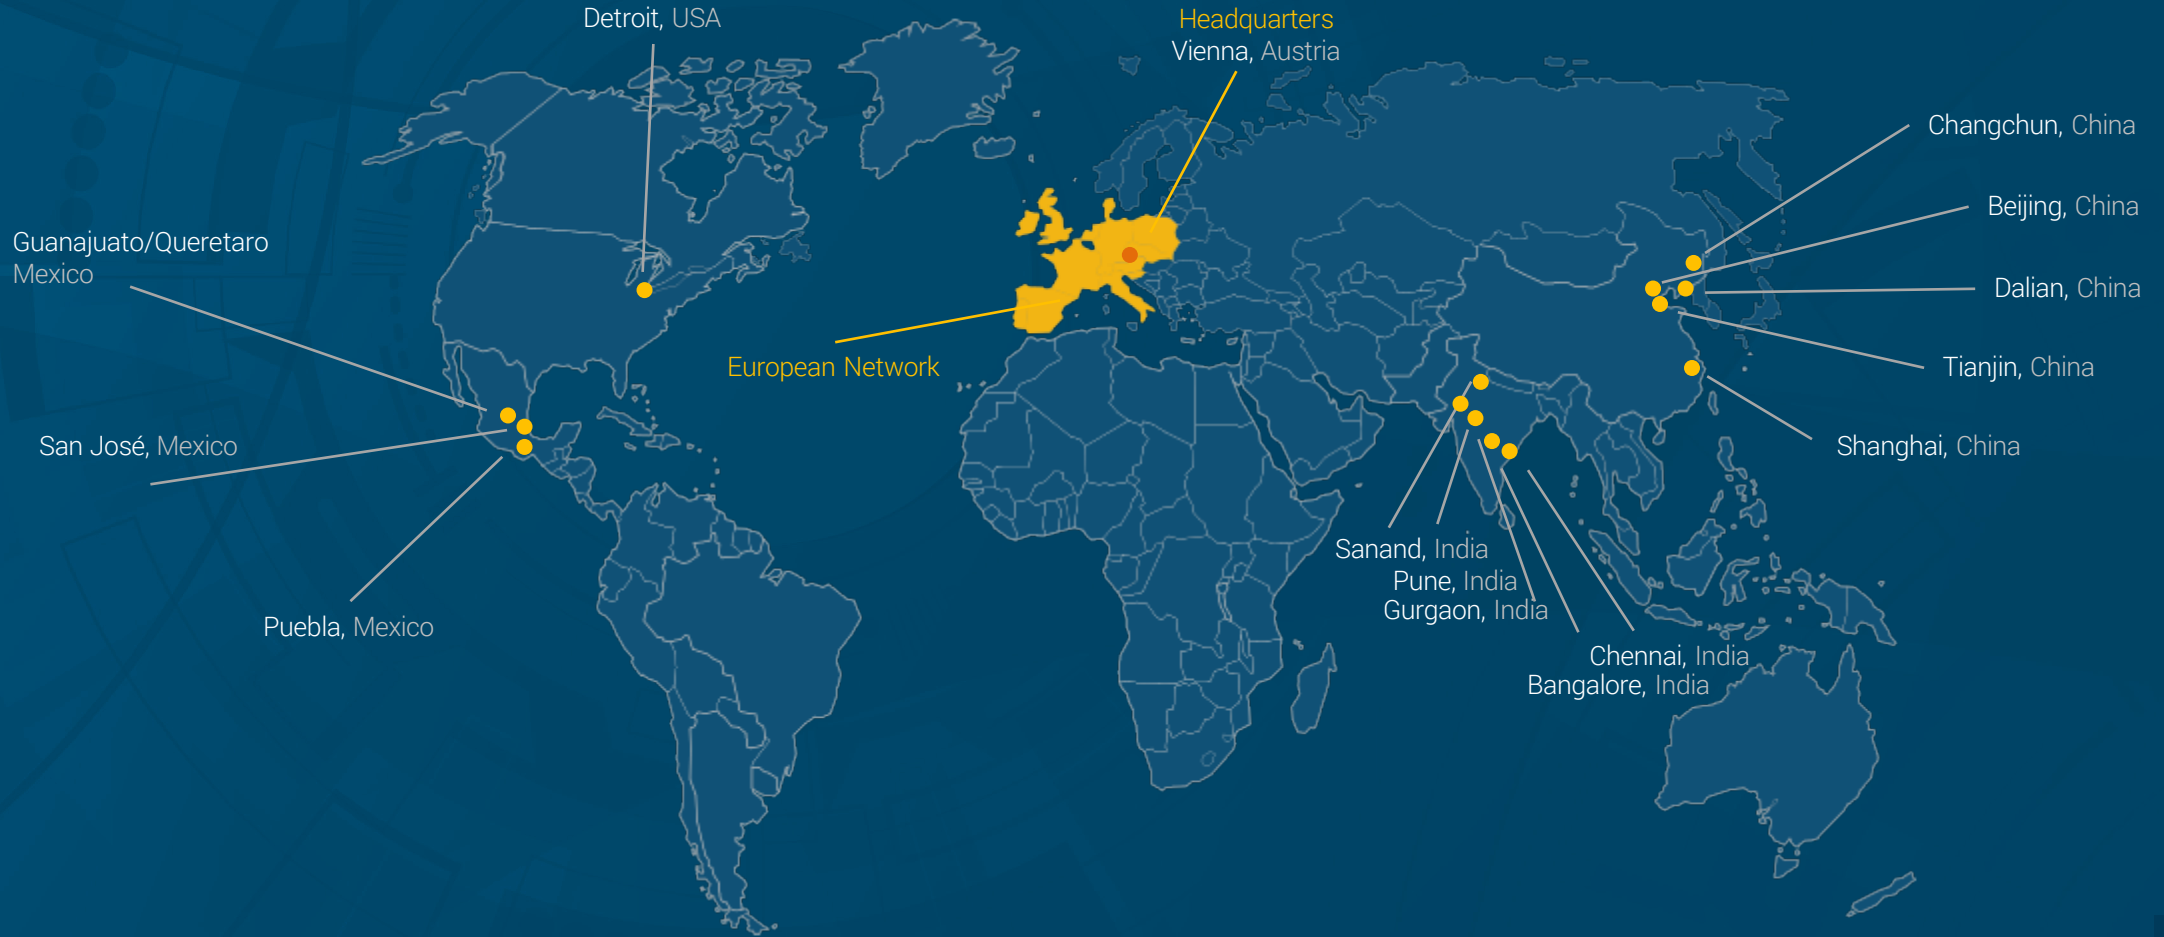 Detroit, USA
Headquarters
Vienna, Austria
Changchun, China
Beijing, China
Guanajuato/Queretaro
Mexico
Dalian, China
European Network
Tianjin, China
San José, Mexico
Shanghai, China
Sanand, India
Pune, India
Gurgaon, India
Puebla, Mexico
Chennai, India
Bangalore, India